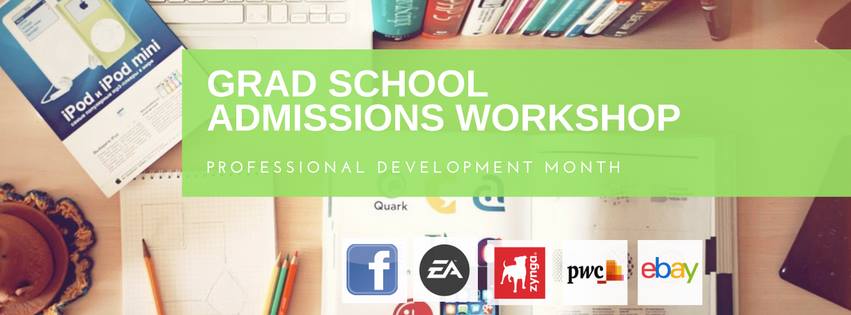 GRAD SCHOOL
ADMISSIONS WORKSHOP
PROFESSIONAL DEVELOPMENT MONTH
iPod и iPod mini
Quark
f
EA
zynga
pwc
ebay